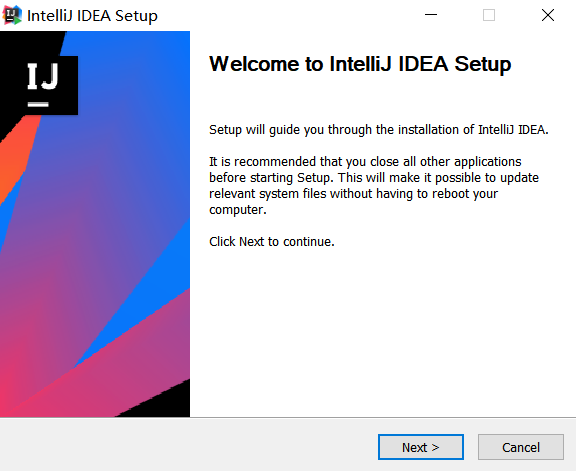 IntelliJ IDEA Setup
IJ
Welcome to IntelliJ IDEA Setup
Setup will guide you through the installation of IntelliJ IDEA.
It is recommended that you close all other applications
before starting Setup. This will make it possible to update
relevant system files without having to reboot your
computer.
Click Next to continue.
Next >
Cancel